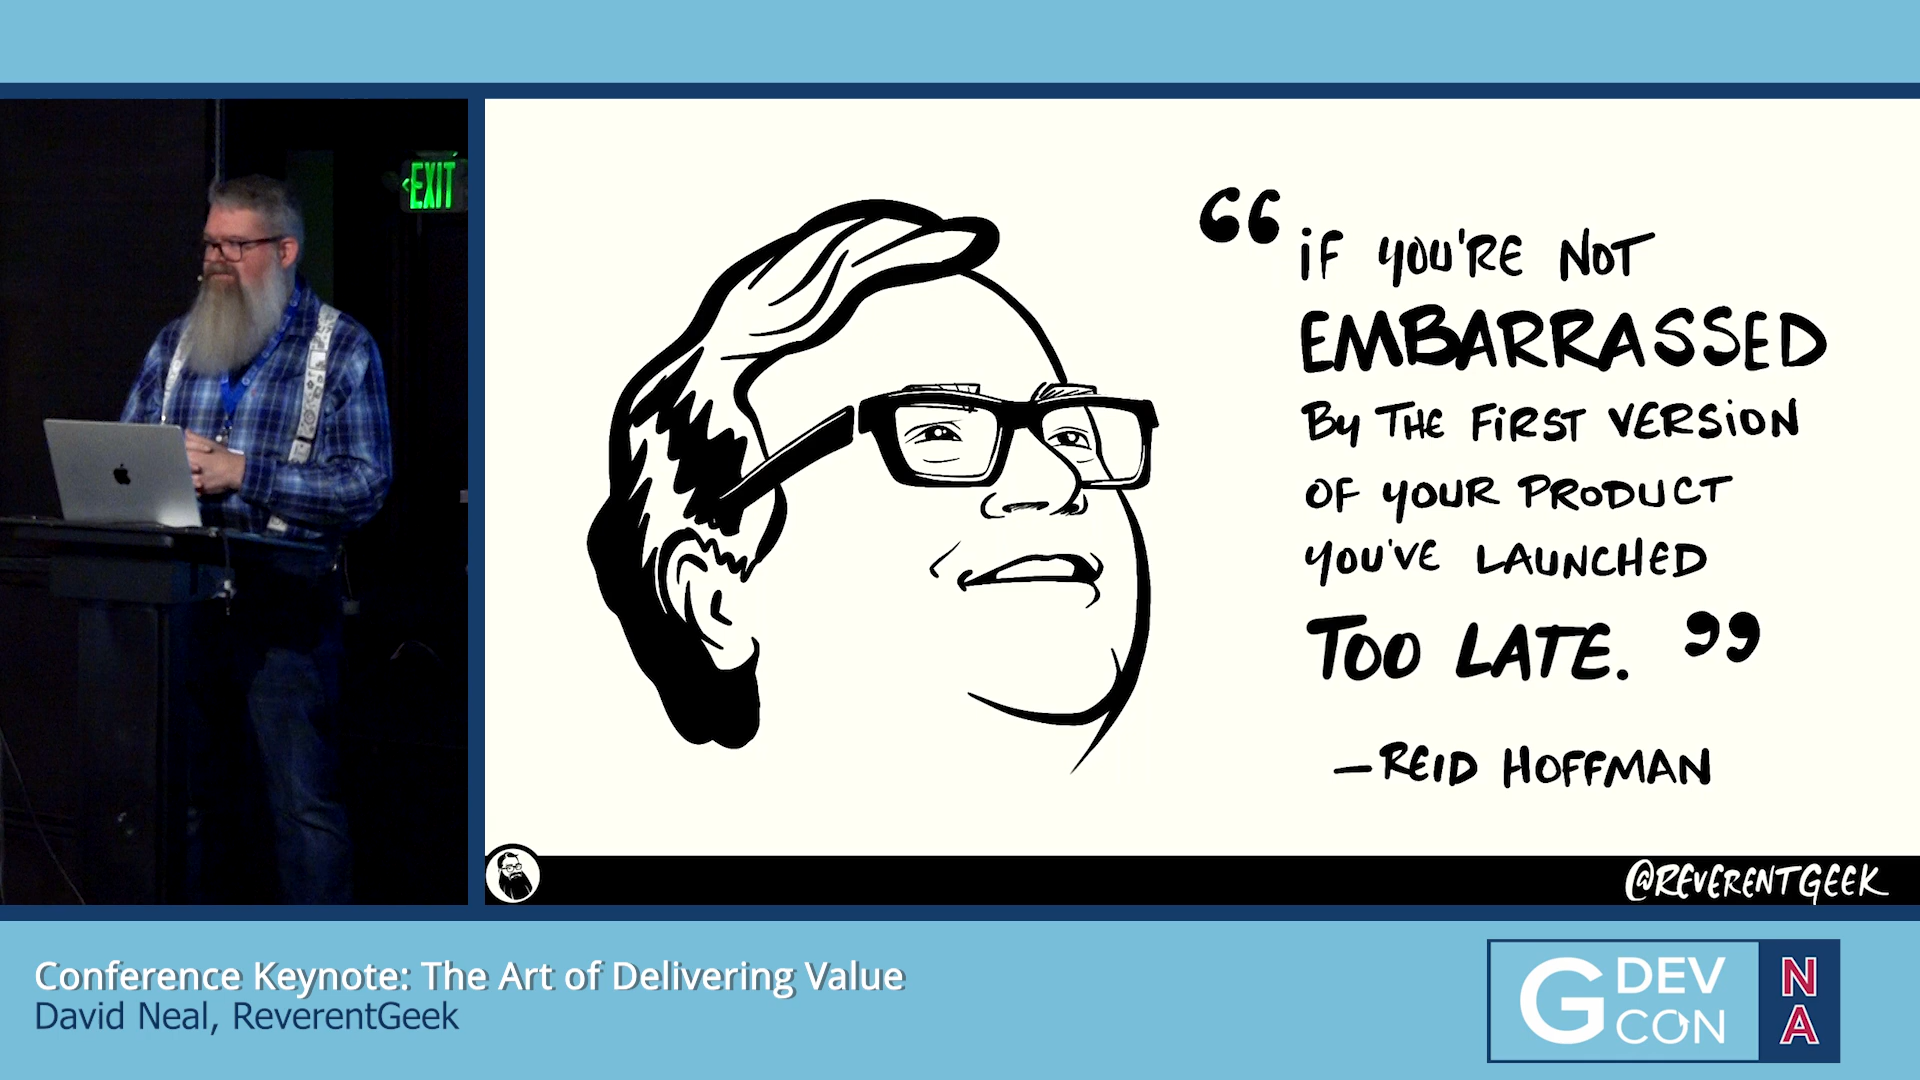 EXIT
“ iF YOU'RE NOT
EMBARRASSED
BY THE FiRST VERSiON
OF YOUR PRODUCT
YOU'VE LAUNCHED
TOO LATE. ”
—REID HOFFMAN
@REVERENTGEEK
Conference Keynote: The Art of Delivering Value
David Neal, ReverentGeek
G DEV CON
N A